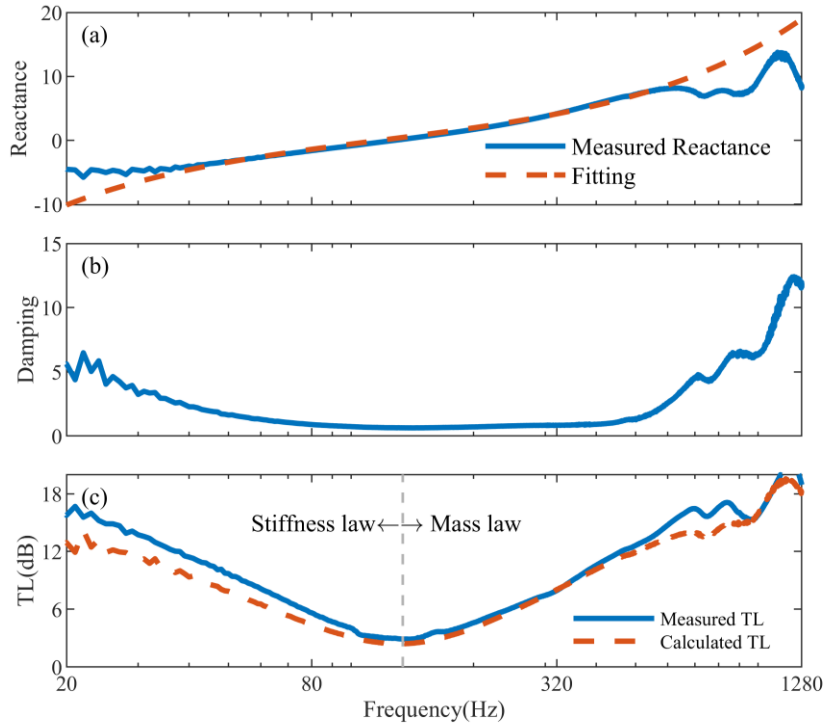 20
(a)
10
0
-10
Reactance
Measured Reactance
Fitting
15
(b)
10
5
0
Damping
18
(c)
12
6
0
TL(dB)
Stiffness law←→Mass law
Measured TL
Calculated TL
20 80 320 1280
Frequency(Hz)